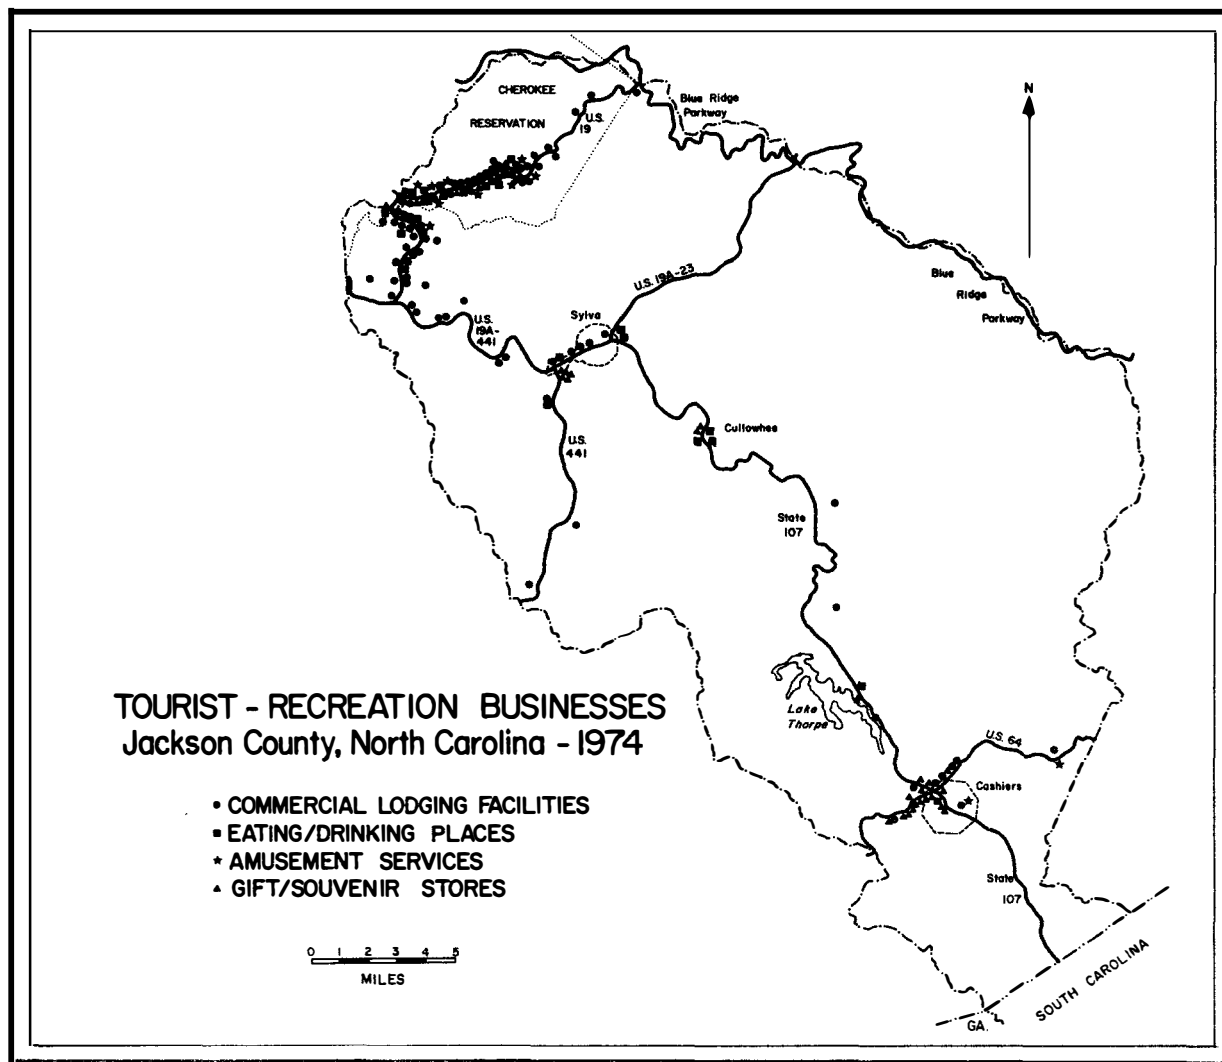 CHEROKEE
RESERVATION
U.S.
19
Blue Ridge
Parkway
N
U.S. 19A-23
Blue
Ridge
Parkway
Sylva
U.S.
19A-
441
U.S.
441
Cullowhee
State
107
Lake
Thorpe
U.S. 64
Cashiers
State
107
SOUTH CAROLINA
GA.
TOURIST - RECREATION BUSINESSES
Jackson County, North Carolina - 1974
COMMERCIAL LODGING FACILITIES
EATING/DRINKING PLACES
AMUSEMENT SERVICES
GIFT/SOUVENIR STORES
0 1 2 3 4 5
MILES